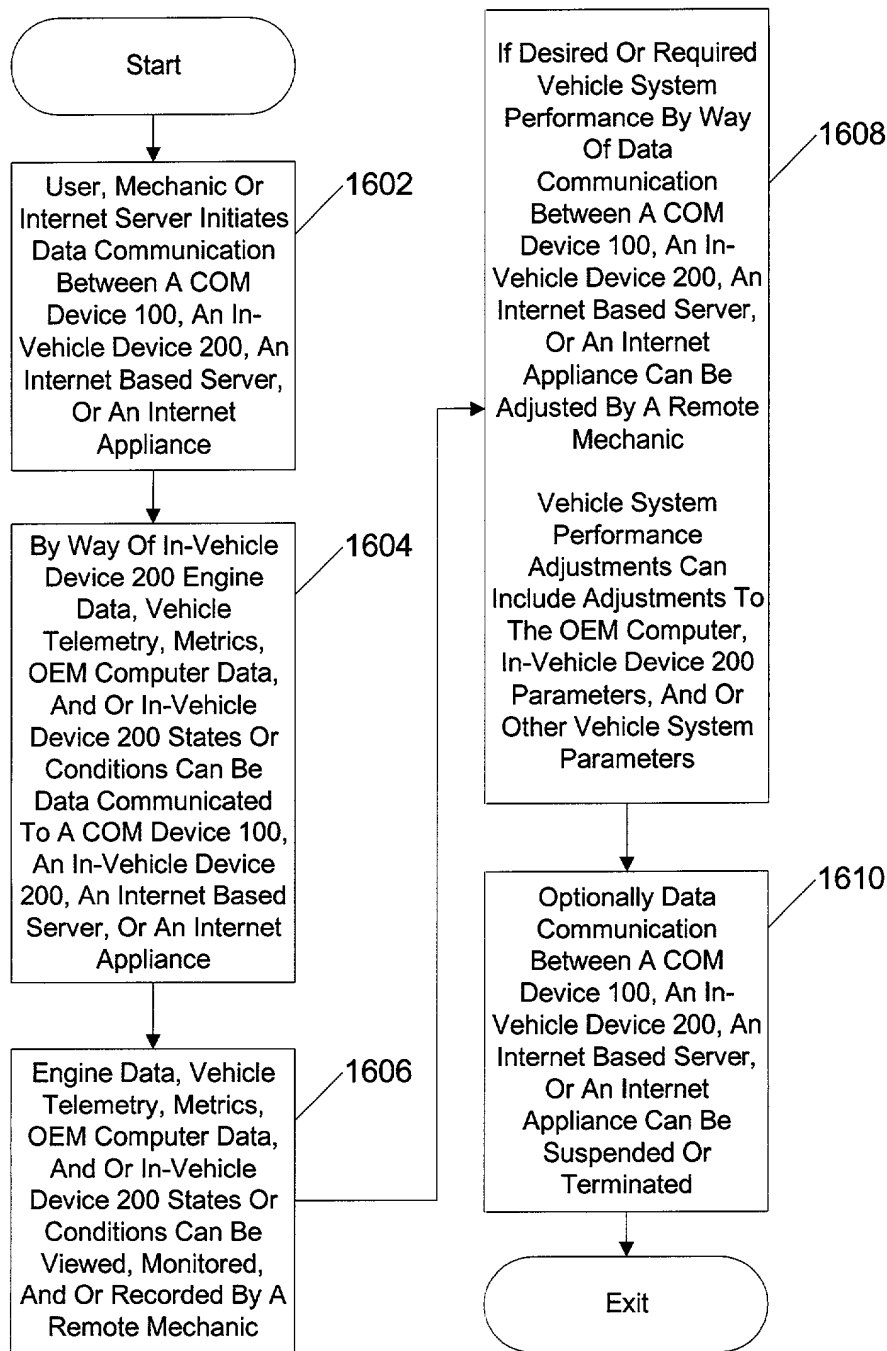 Start
User, Mechanic Or
Internet Server Initiates
Data Communication
Between A COM
Device 100, An In-
Vehicle Device 200, An
Internet Based Server,
Or An Internet
Appliance
1602
By Way Of In-Vehicle
Device 200 Engine
Data, Vehicle
Telemetry, Metrics,
OEM Computer Data,
And Or In-Vehicle
Device 200 States Or
Conditions Can Be
Data Communicated
To A COM Device 100,
An In-Vehicle Device
200, An Internet Based
Server, Or An Internet
Appliance
1604
Engine Data, Vehicle
Telemetry, Metrics,
OEM Computer Data,
And Or In-Vehicle
Device 200 States Or
Conditions Can Be
Viewed, Monitored,
And Or Recorded By A
Remote Mechanic
1606
If Desired Or Required
Vehicle System
Performance By Way
Of Data
Communication
Between A COM
Device 100, An In-
Vehicle Device 200, An
Internet Based Server,
Or An Internet
Appliance Can Be
Adjusted By A Remote
Mechanic
Vehicle System
Performance
Adjustments Can
Include Adjustments To
The OEM Computer,
In-Vehicle Device 200
Parameters, And Or
Other Vehicle System
Parameters
1608
Optionally Data
Communication
Between A COM
Device 100, An In-
Vehicle Device 200, An
Internet Based Server,
Or An Internet
Appliance Can Be
Suspended Or
Terminated
1610
Exit